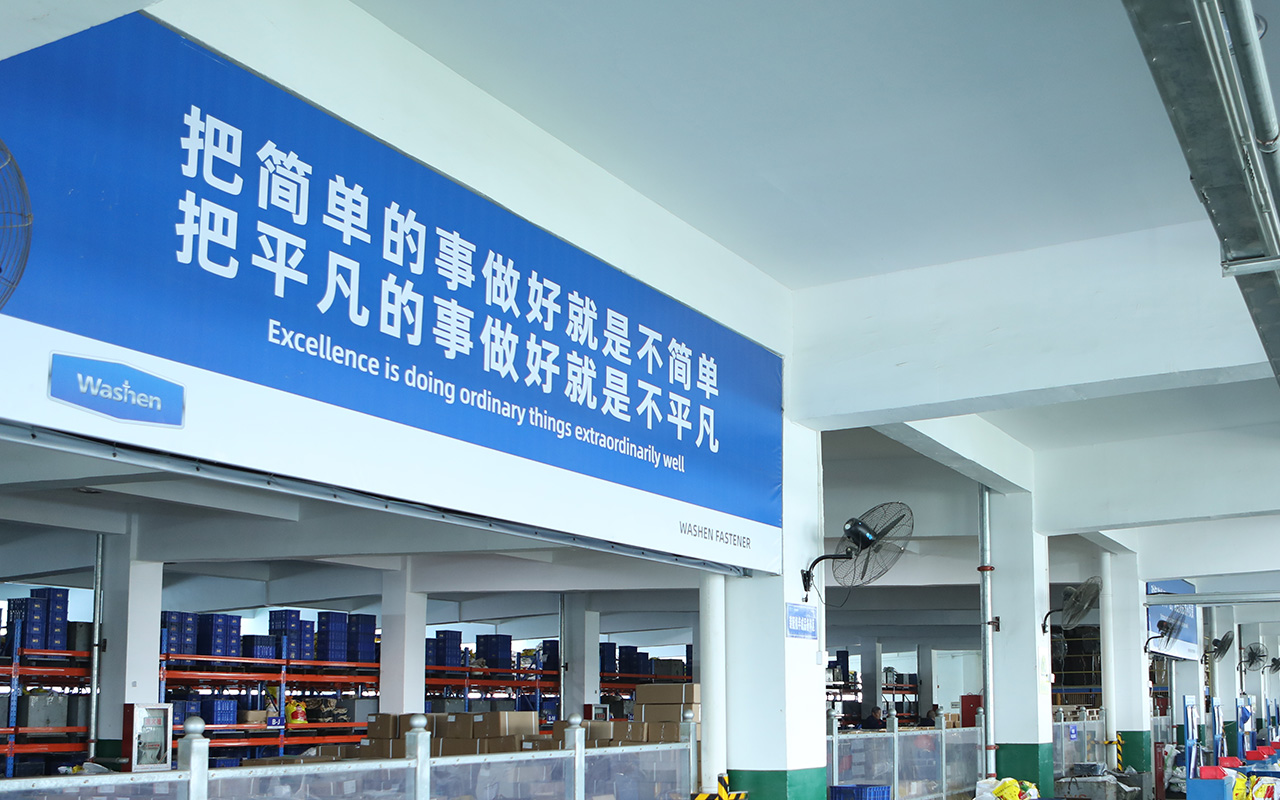 把简单的事做好就是不简单
把平凡的事做好就是不平凡
Excellence is doing ordinary things extraordinarily well
Washen
WASHEN FASTENER
B-J